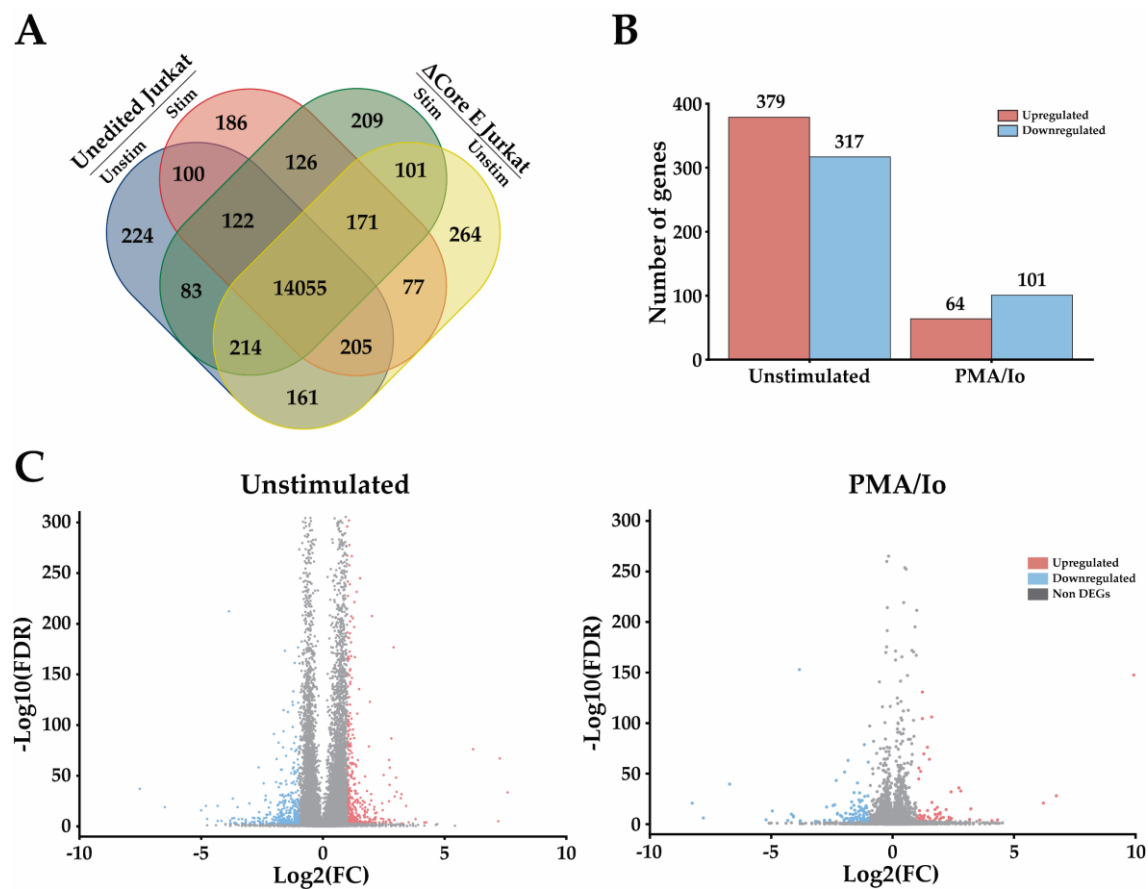 A
Unedited Jurkat
Unstim
Stim
ΔCore E Jurkat
Stim
Unstim
186
209
100
126
101
224
122
171
264
83
14055
77
214
205
161
B
Number of genes
400
300
200
100
0
379
317
64
101
Upregulated
Downregulated
Unstimulated
PMA/Io
C
Unstimulated
-Log10(FDR)
300
250
200
150
100
50
0
-10
-5
0
5
10
Log2(FC)
PMA/Io
-Log10(FDR)
300
250
200
150
100
50
0
-10
-5
0
5
10
Log2(FC)
Upregulated
Downregulated
Non DEGs